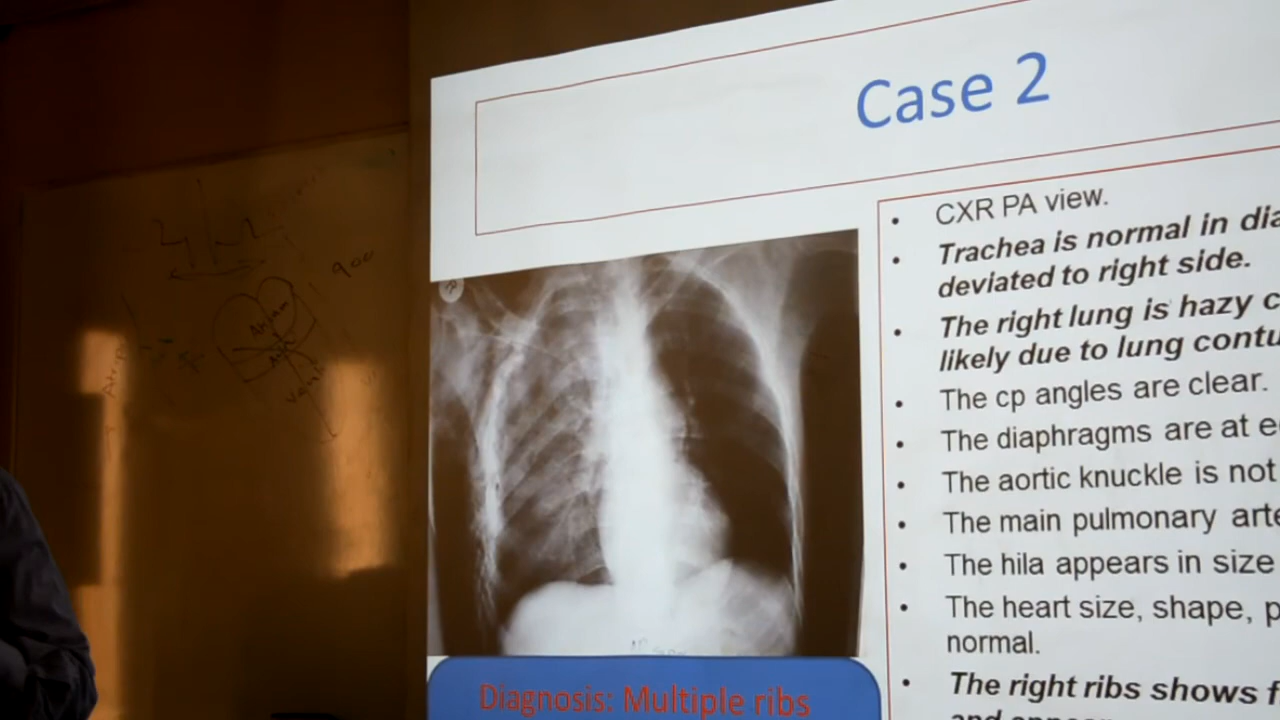 Case 2
• CXR PA view.
• Trachea is normal in dia
deviated to right side.
• The right lung is hazy c
likely due to lung contu
• The cp angles are clear.
• The diaphragms are at e
• The aortic knuckle is not
• The main pulmonary arte
• The hila appears in size
• The heart size, shape, p
normal.
• The right ribs shows f
Diagnosis: Multiple ribs
900